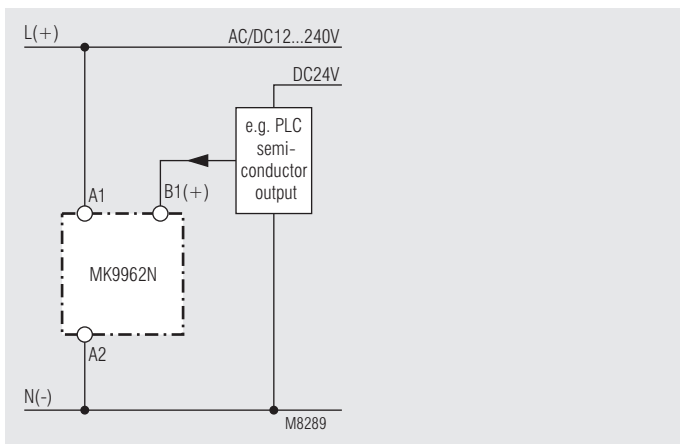 L(+)
AC/DC12...240V
DC24V
e.g. PLC
semi-
conductor
output
A1
B1(+)
MK9962N
A2
N(-)
M8289